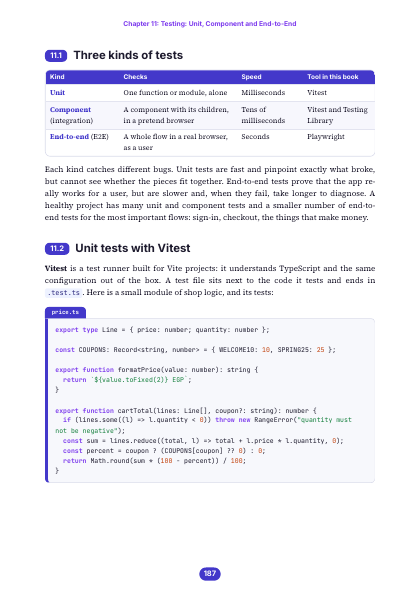 Chapter 11: Testing: Unit, Component and End-to-End
11.1 Three kinds of tests
Kind Checks Speed Tool in this book
Unit One function or module, alone Milliseconds Vitest
Component (integration) A component with its children, in a pretend browser Tens of milliseconds Vitest and Testing Library
End-to-end (E2E) A whole flow in a real browser, as a user Seconds Playwright
Each kind catches different bugs. Unit tests are fast and pinpoint exactly what broke,
but cannot see whether the pieces fit together. End-to-end tests prove that the app re-
ally works for a user, but are slower and, when they fail, take longer to diagnose. A
healthy project has many unit and component tests and a smaller number of end-to-
end tests for the most important flows: sign-in, checkout, the things that make money.
11.2 Unit tests with Vitest
Vitest is a test runner built for Vite projects: it understands TypeScript and the same
configuration out of the box. A test file sits next to the code it tests and ends in
.test.ts. Here is a small module of shop logic, and its tests:
price.ts
export type Line = { price: number; quantity: number };
const COUPONS: Record<string, number> = { WELCOME10: 10, SPRING25: 25 };
export function formatPrice(value: number): string {
return `${value.toFixed(2)} EGP`;
}
export function cartTotal(lines: Line[], coupon?: string): number {
if (lines.some((l) => l.quantity < 0)) throw new RangeError("quantity must
not be negative");
const sum = lines.reduce((total, l) => total + l.price * l.quantity, 0);
const percent = coupon ? (COUPONS[coupon] ?? 0) : 0;
return Math.round(sum * (100 - percent)) / 100;
}
187